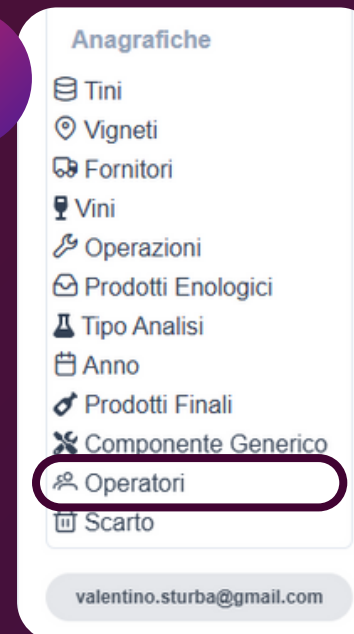 Anagrafiche
Tini
Vigneti
Fornitori
Vini
Operazioni
Prodotti Enologici
Tipo Analisi
Anno
Prodotti Finali
Componente Generico
Operatori
Scarto
valentino.sturba@gmail.com